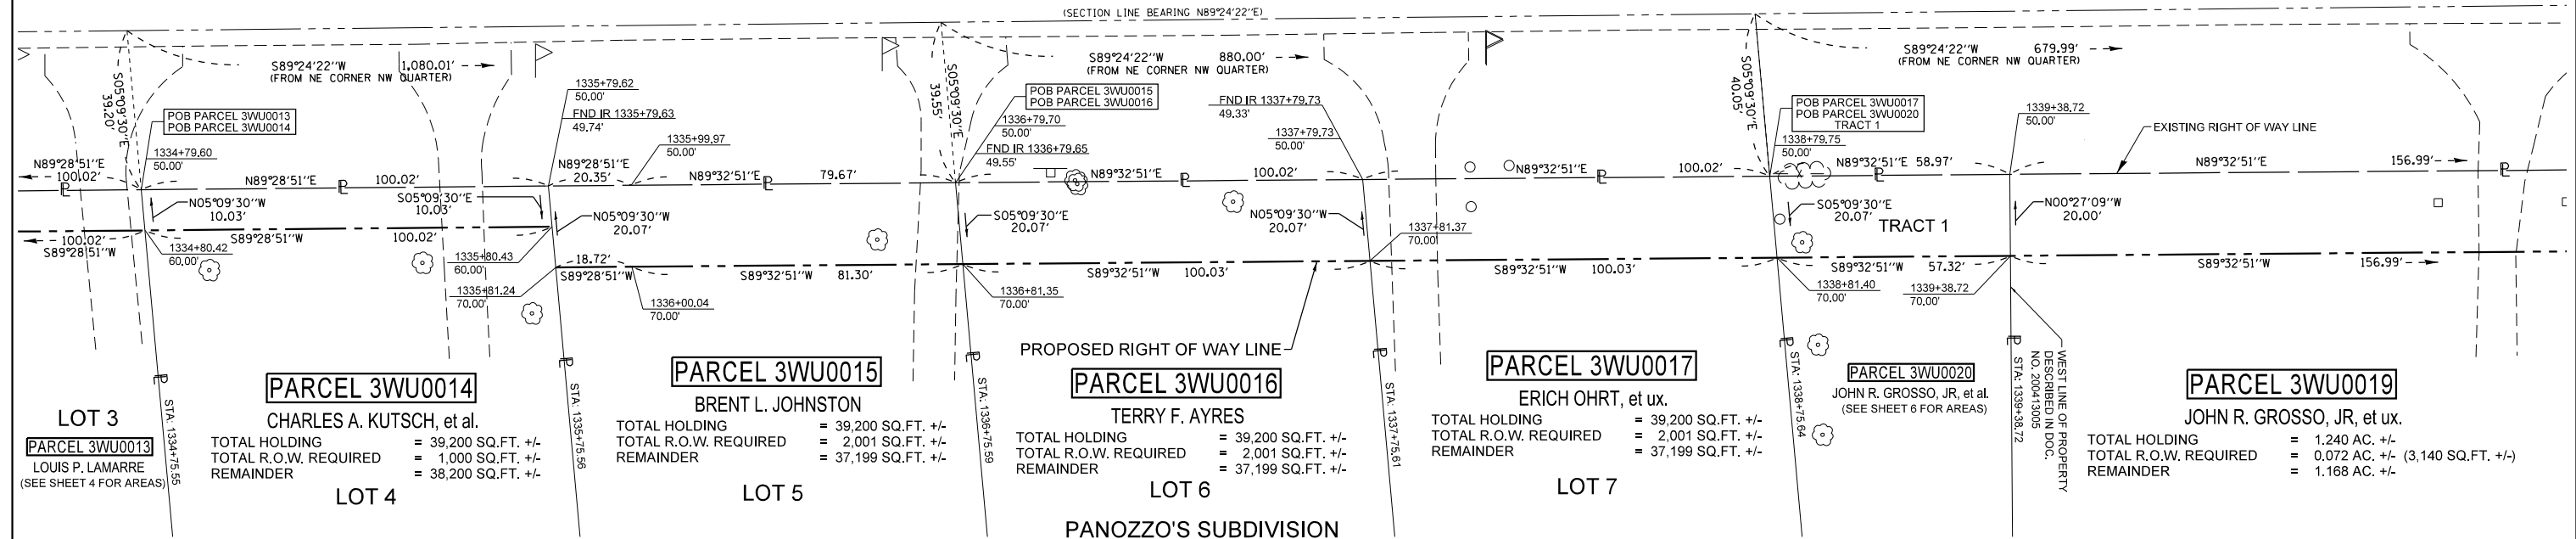 (SECTION LINE BEARING N89°24'22"E)
S89°24'22"W 1,080.01'
(FROM NE CORNER NW QUARTER)
S89°24'22"W 880.00'
(FROM NE CORNER NW QUARTER)
S89°24'22"W 679.99'
(FROM NE CORNER NW QUARTER)
S05°09'30"E
39.20'
S05°09'30"E
39.55'
S05°09'30"E
40.05'
POB PARCEL 3WU0013
POB PARCEL 3WU0014
1334+79.60
50.00'
1335+79.62
50.00'
FND IR 1335+79.63
49.74'
1335+99.97
50.00'
POB PARCEL 3WU0015
POB PARCEL 3WU0016
1336+79.70
50.00'
FND IR 1336+79.65
49.55'
FND IR 1337+79.73
49.33'
1337+79.73
50.00'
POB PARCEL 3WU0017
POB PARCEL 3WU0020
TRACT 1
1338+79.75
50.00'
1339+38.72
50.00'
EXISTING RIGHT OF WAY LINE
N89°28'51"E
100.02'
N89°28'51"E 100.02'
N89°28'51"E
20.35'
N89°32'51"E 79.67'
N89°32'51"E 100.02'
N89°32'51"E 100.02'
N89°32'51"E 58.97'
N89°32'51"E 156.99'
N05°09'30"W
10.03'
S05°09'30"E
10.03'
N05°09'30"W
20.07'
S05°09'30"E
20.07'
N05°09'30"W
20.07'
S05°09'30"E
20.07'
TRACT 1
N00°27'09"W
20.00'
100.02'
S89°28'51"W
S89°28'51"W 100.02'
1334+80.42
60.00'
1335+80.43
60.00'
18.72'
S89°28'51"W
S89°32'51"W 81.30'
S89°32'51"W 100.03'
1337+81.37
70.00'
S89°32'51"W 100.03'
S89°32'51"W 57.32'
S89°32'51"W 156.99'
1335+81.24
70.00'
1336+00.04
70.00'
1336+81.35
70.00'
1338+81.40
70.00'
1339+38.72
70.00'
PROPOSED RIGHT OF WAY LINE
LOT 3
PARCEL 3WU0013
LOUIS P. LAMARRE
(SEE SHEET 4 FOR AREAS)
STA: 1334+75.55
PARCEL 3WU0014
CHARLES A. KUTSCH, et al.
TOTAL HOLDING = 39,200 SQ.FT. +/-
TOTAL R.O.W. REQUIRED = 1,000 SQ.FT. +/-
REMAINDER = 38,200 SQ.FT. +/-
LOT 4
STA: 1335+75.56
PARCEL 3WU0015
BRENT L. JOHNSTON
TOTAL HOLDING = 39,200 SQ.FT. +/-
TOTAL R.O.W. REQUIRED = 2,001 SQ.FT. +/-
REMAINDER = 37,199 SQ.FT. +/-
LOT 5
STA: 1336+75.59
PARCEL 3WU0016
TERRY F. AYRES
TOTAL HOLDING = 39,200 SQ.FT. +/-
TOTAL R.O.W. REQUIRED = 2,001 SQ.FT. +/-
REMAINDER = 37,199 SQ.FT. +/-
LOT 6
PANOZZO'S SUBDIVISION
STA: 1337+75.61
PARCEL 3WU0017
ERICH OHRT, et ux.
TOTAL HOLDING = 39,200 SQ.FT. +/-
TOTAL R.O.W. REQUIRED = 2,001 SQ.FT. +/-
REMAINDER = 37,199 SQ.FT. +/-
LOT 7
STA: 1338+75.64
PARCEL 3WU0020
JOHN R. GROSSO, JR, et al.
(SEE SHEET 6 FOR AREAS)
STA: 1339+38.72
WEST LINE OF PROPERTY
DESCRIBED IN DOC.
NO. 200413005
PARCEL 3WU0019
JOHN R. GROSSO, JR, et ux.
TOTAL HOLDING = 1.240 AC. +/-
TOTAL R.O.W. REQUIRED = 0.072 AC. +/- (3,140 SQ.FT. +/-)
REMAINDER = 1.168 AC. +/-